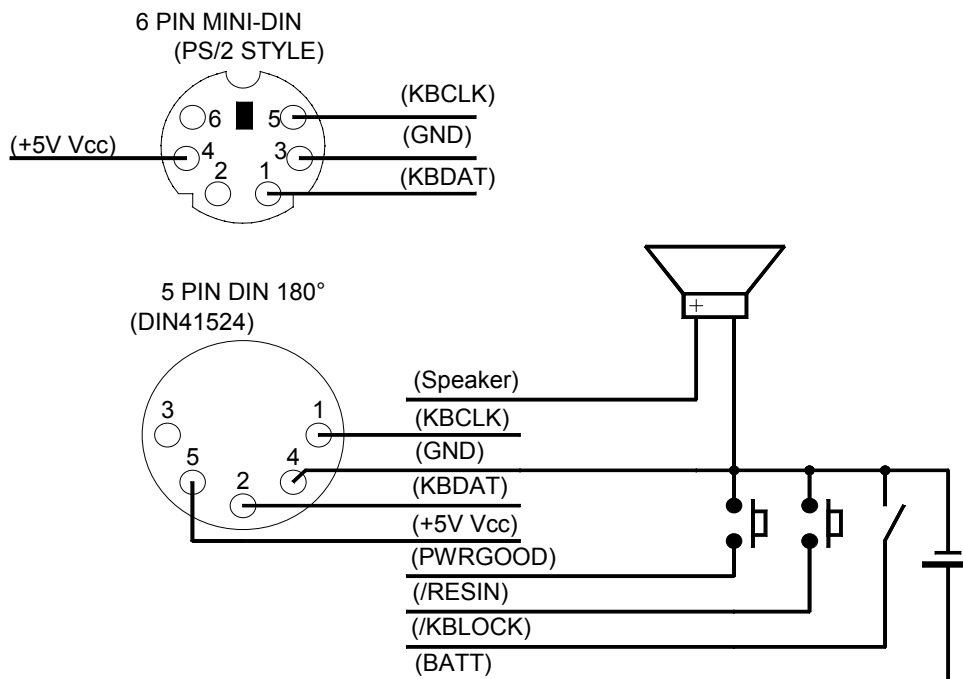 6 PIN MINI-DIN
(PS/2 STYLE)
(KBCLK)
6
5
(GND)
(+5V Vcc)
4
3
2
1
(KBDAT)
5 PIN DIN 180°
(DIN41524)
+
(Speaker)
3
1
(KBCLK)
(GND)
5
4
2
(KBDAT)
(+5V Vcc)
(PWRGOOD)
(/RESIN)
(/KBLOCK)
(BATT)